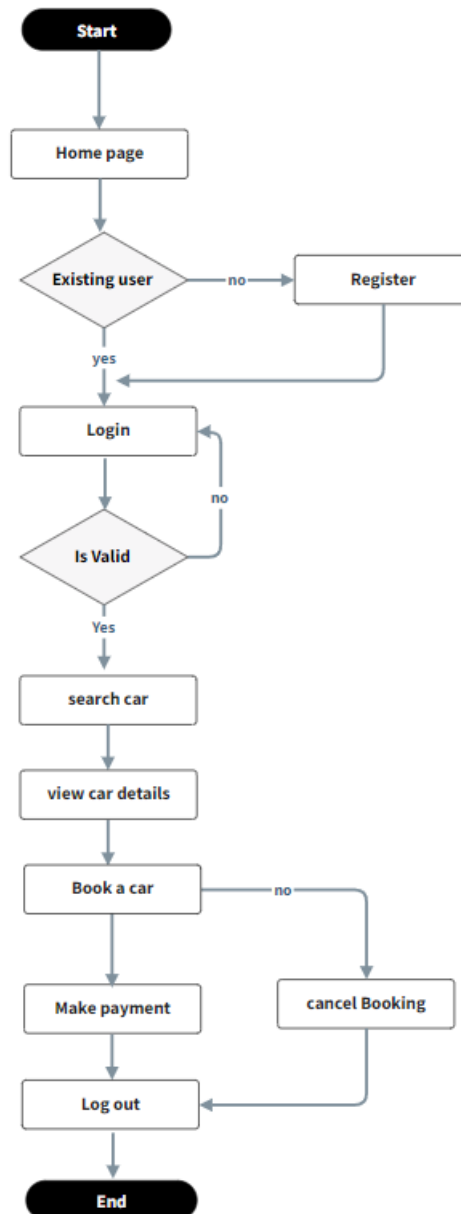 Start
Home page
Existing user
no
Register
yes
Login
no
Is Valid
Yes
search car
view car details
Book a car
no
Make payment
cancel Booking
Log out
End